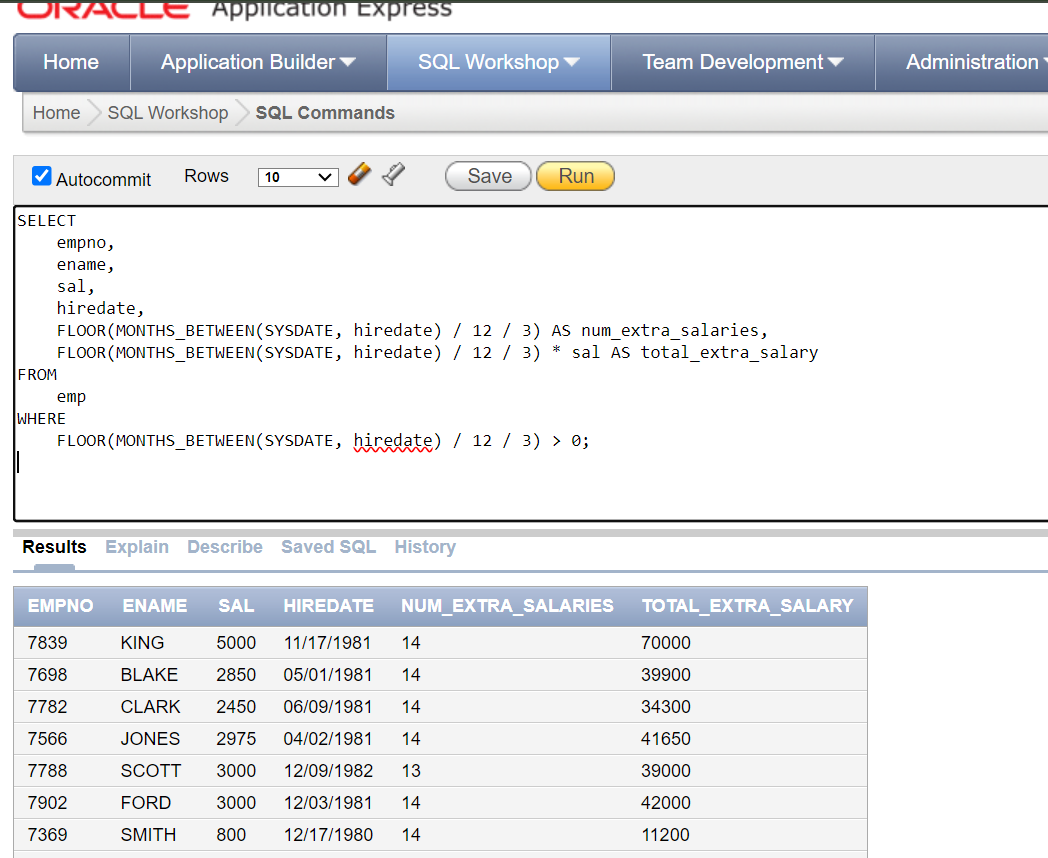 ORACLE Application Express
Home Application Builder SQL Workshop Team Development Administration
Home SQL Workshop SQL Commands
Autocommit Rows 10 Save Run
SELECT
empno,
ename,
sal,
hiredate,
FLOOR(MONTHS_BETWEEN(SYSDATE, hiredate) / 12 / 3) AS num_extra_salaries,
FLOOR(MONTHS_BETWEEN(SYSDATE, hiredate) / 12 / 3) * sal AS total_extra_salary
FROM
emp
WHERE
FLOOR(MONTHS_BETWEEN(SYSDATE, hiredate) / 12 / 3) > 0;
Results Explain Describe Saved SQL History
EMPNO ENAME SAL HIREDATE NUM_EXTRA_SALARIES TOTAL_EXTRA_SALARY
7839 KING 5000 11/17/1981 14 70000
7698 BLAKE 2850 05/01/1981 14 39900
7782 CLARK 2450 06/09/1981 14 34300
7566 JONES 2975 04/02/1981 14 41650
7788 SCOTT 3000 12/09/1982 13 39000
7902 FORD 3000 12/03/1981 14 42000
7369 SMITH 800 12/17/1980 14 11200